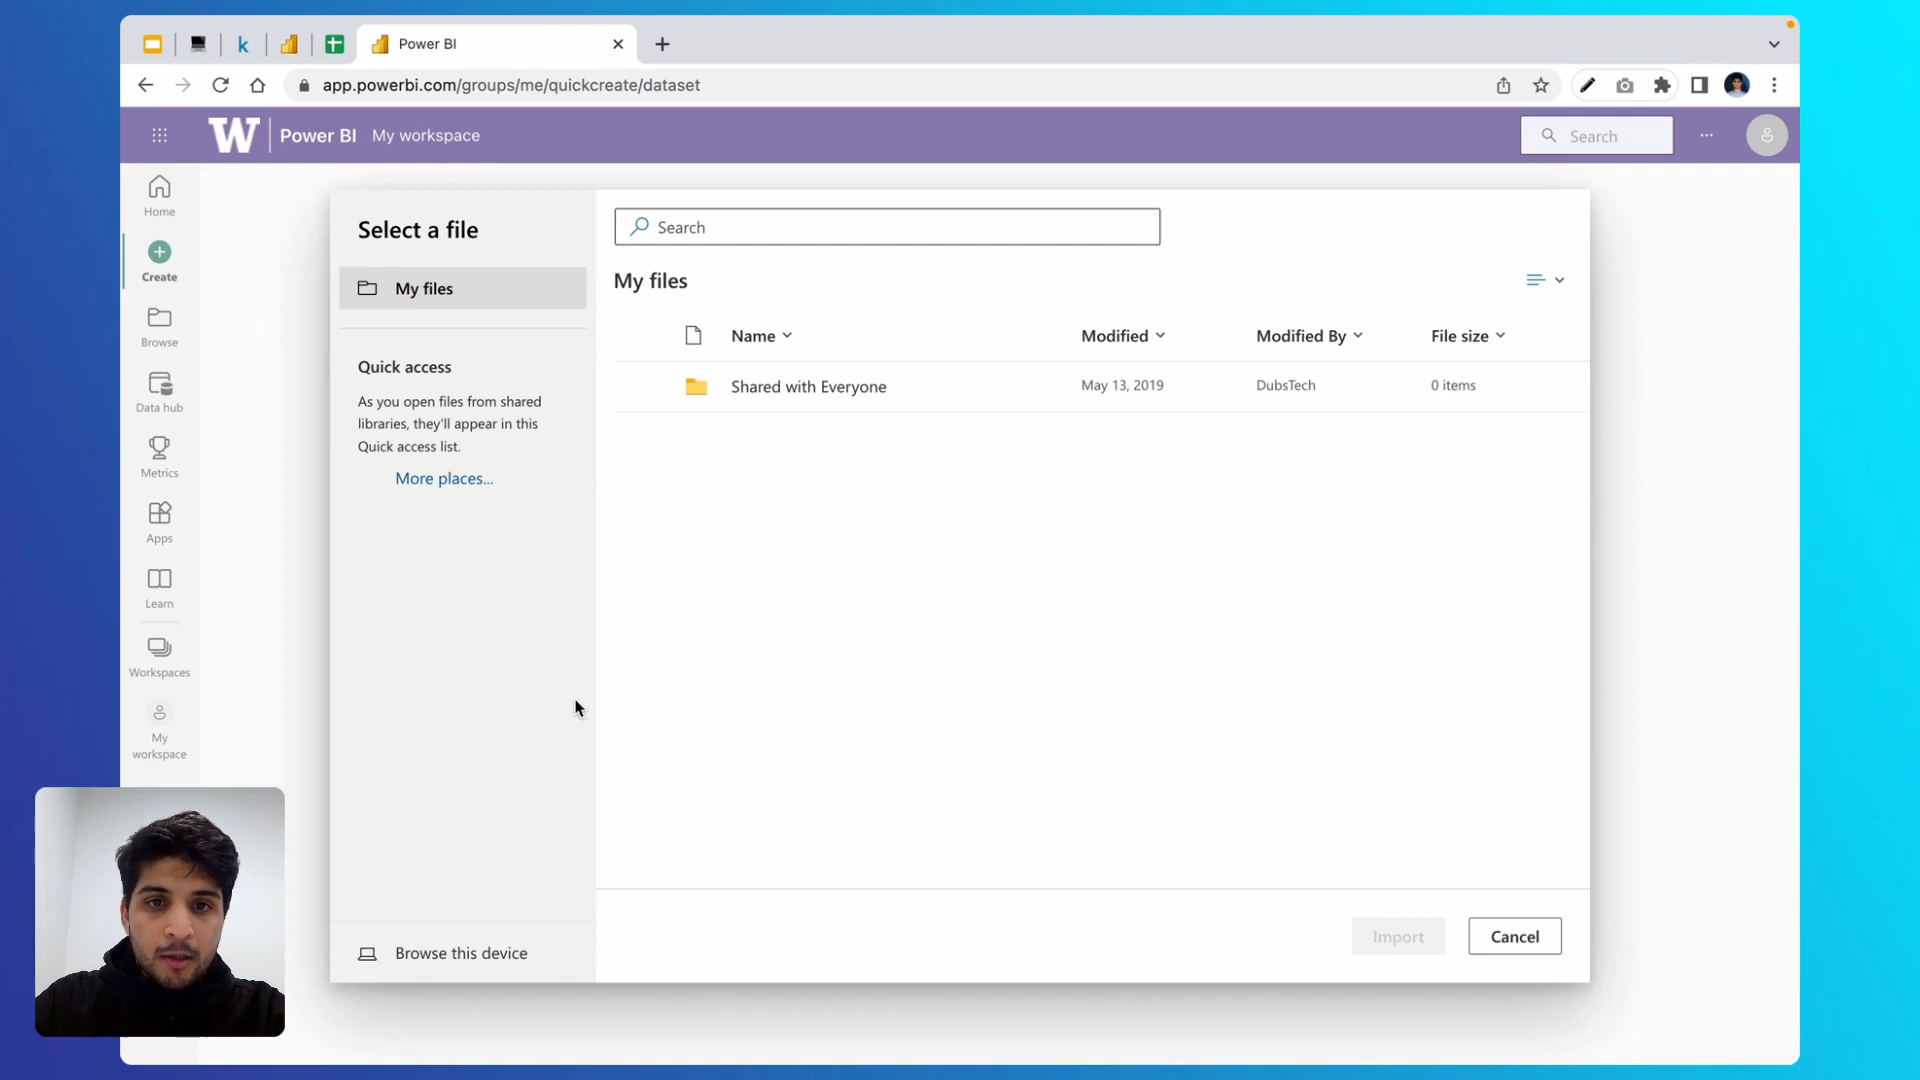 Power BI
app.powerbi.com/groups/me/quickcreate/dataset
W
Power BI
My workspace
Search
Home
Create
Browse
Data hub
Metrics
Apps
Learn
Workspaces
My
workspace
Select a file
My files
Quick access
As you open files from shared
libraries, they'll appear in this
Quick access list.
More places...
Browse this device
Search
My files
Name
Modified
Modified By
File size
Shared with Everyone
May 13, 2019
DubsTech
0 items
Import
Cancel